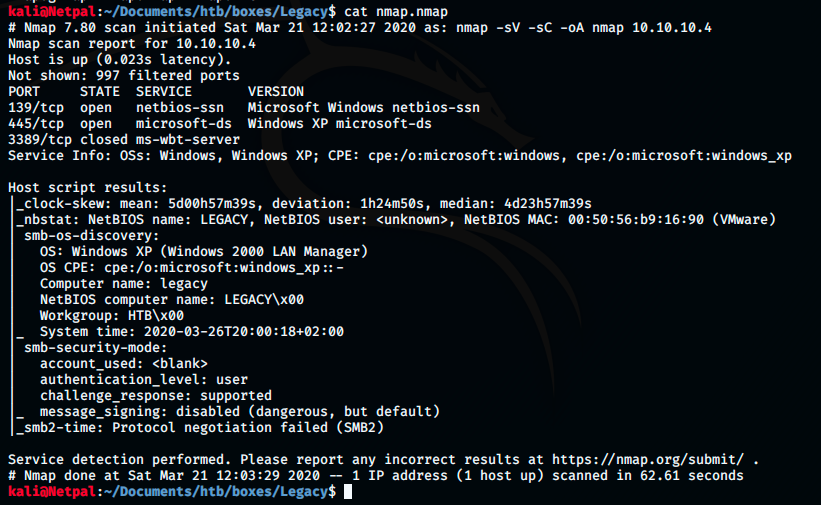 kali@Netpal:~/Documents/htb/boxes/Legacy$ cat nmap.nmap
# Nmap 7.80 scan initiated Sat Mar 21 12:02:27 2020 as: nmap -sV -sC -oA nmap 10.10.10.4
Nmap scan report for 10.10.10.4
Host is up (0.023s latency).
Not shown: 997 filtered ports
PORT     STATE  SERVICE       VERSION
139/tcp  open   netbios-ssn   Microsoft Windows netbios-ssn
445/tcp  open   microsoft-ds  Windows XP microsoft-ds
3389/tcp closed ms-wbt-server
Service Info: OSs: Windows, Windows XP; CPE: cpe:/o:microsoft:windows, cpe:/o:microsoft:windows_xp

Host script results:
|_clock-skew: mean: 5d00h57m39s, deviation: 1h24m50s, median: 4d23h57m39s
|_nbstat: NetBIOS name: LEGACY, NetBIOS user: <unknown>, NetBIOS MAC: 00:50:56:b9:16:90 (VMware)
| smb-os-discovery:
|   OS: Windows XP (Windows 2000 LAN Manager)
|   OS CPE: cpe:/o:microsoft:windows_xp::-
|   Computer name: legacy
|   NetBIOS computer name: LEGACY\x00
|   Workgroup: HTB\x00
|_  System time: 2020-03-26T20:00:18+02:00
| smb-security-mode:
|   account_used: <blank>
|   authentication_level: user
|   challenge_response: supported
|_  message_signing: disabled (dangerous, but default)
|_smb2-time: Protocol negotiation failed (SMB2)

Service detection performed. Please report any incorrect results at https://nmap.org/submit/ .
# Nmap done at Sat Mar 21 12:03:29 2020 -- 1 IP address (1 host up) scanned in 62.61 seconds
kali@Netpal:~/Documents/htb/boxes/Legacy$